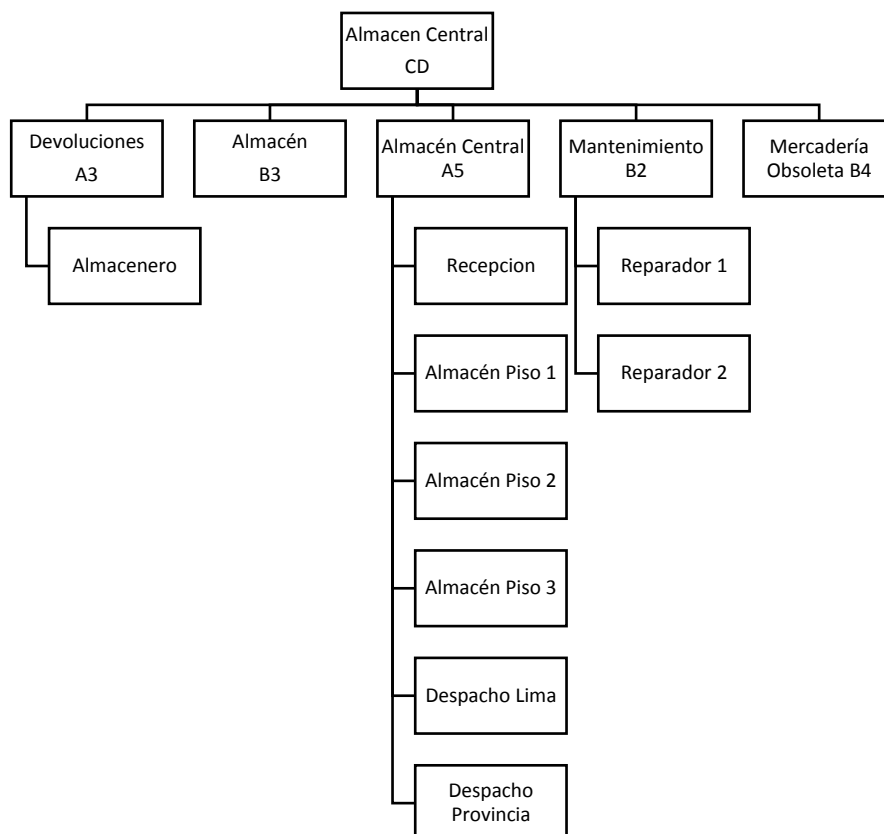 Almacen Central
CD
Devoluciones
A3
Almacén
B3
Almacén Central
A5
Mantenimiento
B2
Mercadería
Obsoleta B4
Almacenero
Recepcion
Reparador 1
Almacén Piso 1
Reparador 2
Almacén Piso 2
Almacén Piso 3
Despacho Lima
Despacho
Provincia